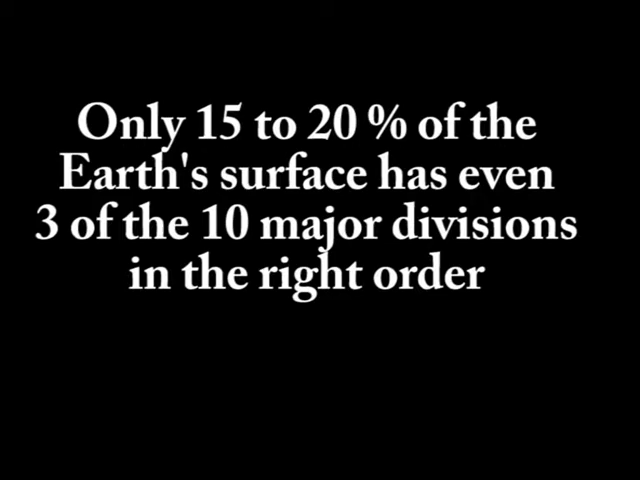 Only 15 to 20 % of the
Earth's surface has even
3 of the 10 major divisions
in the right order